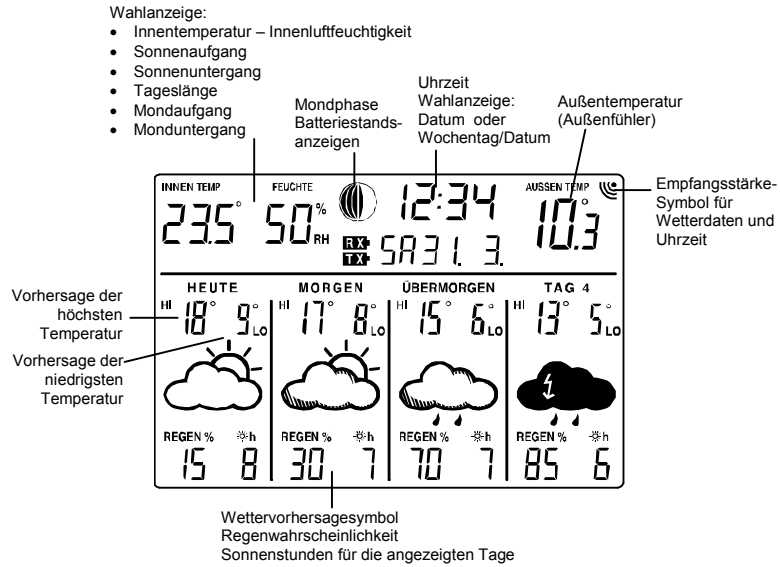 Wahlanzeige:
• Innentemperatur – Innenluftfeuchtigkeit
• Sonnenaufgang
• Sonnenuntergang
• Tageslänge
• Mondaufgang
• Monduntergang
Mondphase
Batteriestands-
anzeigen
Uhrzeit
Wahlanzeige:
Datum oder
Wochentag/Datum
Außentemperatur
(Außenfühler)
Empfangsstärke-
Symbol für
Wetterdaten und
Uhrzeit
INNEN TEMP FEUCHTE AUSSEN TEMP
23.5° 50% RH 12:34 10.3°
RX
TX SA 31. 3.
Vorhersage der
höchsten
Temperatur
Vorhersage der
niedrigsten
Temperatur
HEUTE MORGEN ÜBERMORGEN TAG 4
HI 18° 9° LO HI 17° 8° LO HI 15° 6° LO HI 13° 5° LO
REGEN % h REGEN % h REGEN % h REGEN % h
15 8 30 7 70 7 85 6
Wettervorhersagesymbol
Regenwahrscheinlichkeit
Sonnenstunden für die angezeigten Tage